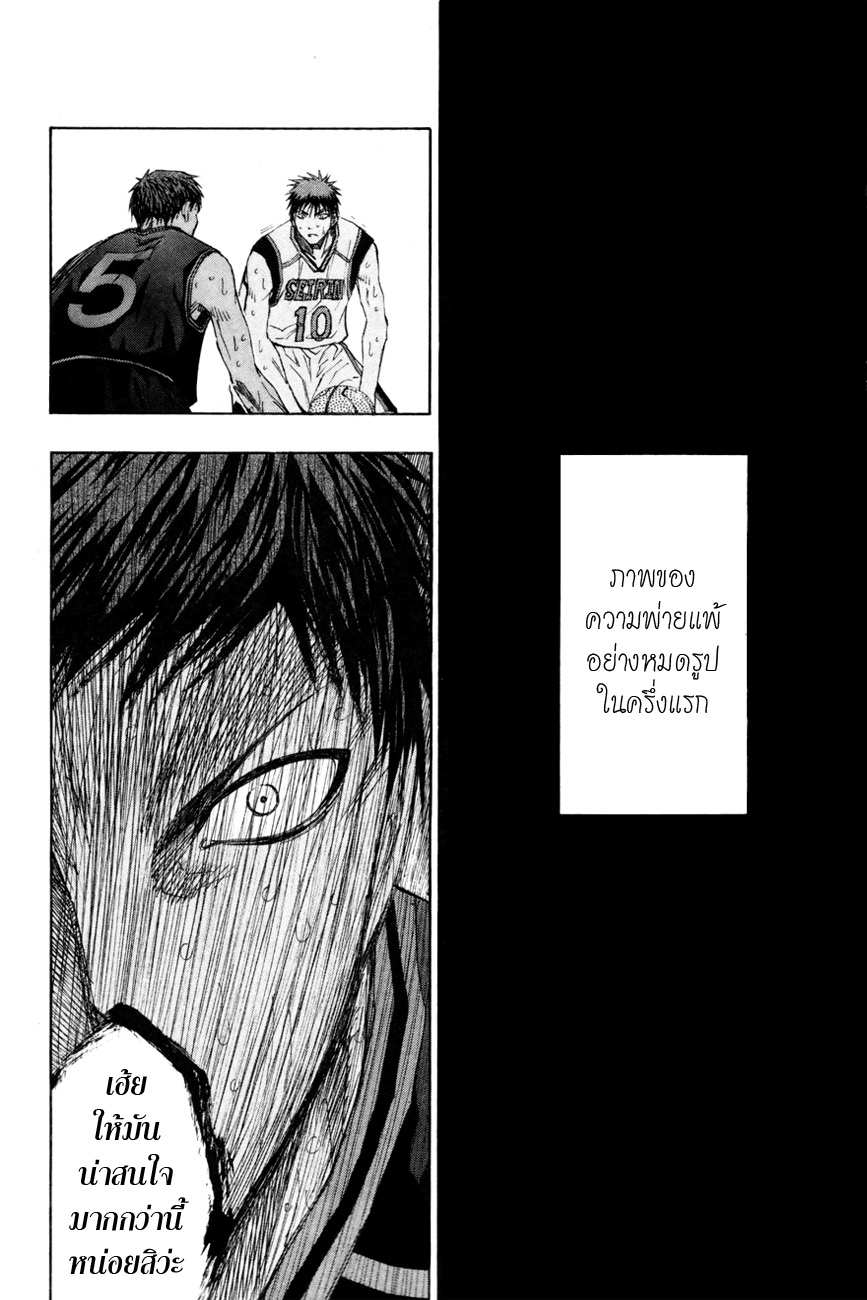 ภาพของ
ความพ่ายแพ้
อย่างหมดรูป
ในครึ่งแรก
5
SEIRIN
10
เฮ้ย
ให้มัน
น่าสนใจ
มากกว่านี้
หน่อยสิว่ะ